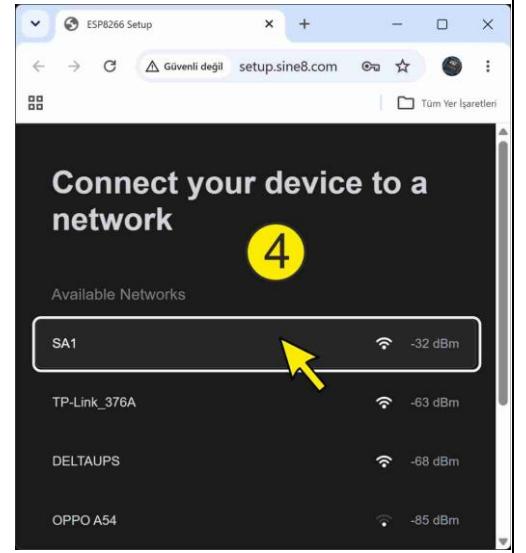 ESP8266 Setup
Güvenli değil setup.sine8.com
Tüm Yer İşaretleri
Connect your device to a
network
4
Available Networks
SA1 -32 dBm
TP-Link_376A -63 dBm
DELTAUPS -68 dBm
OPPO A54 -85 dBm